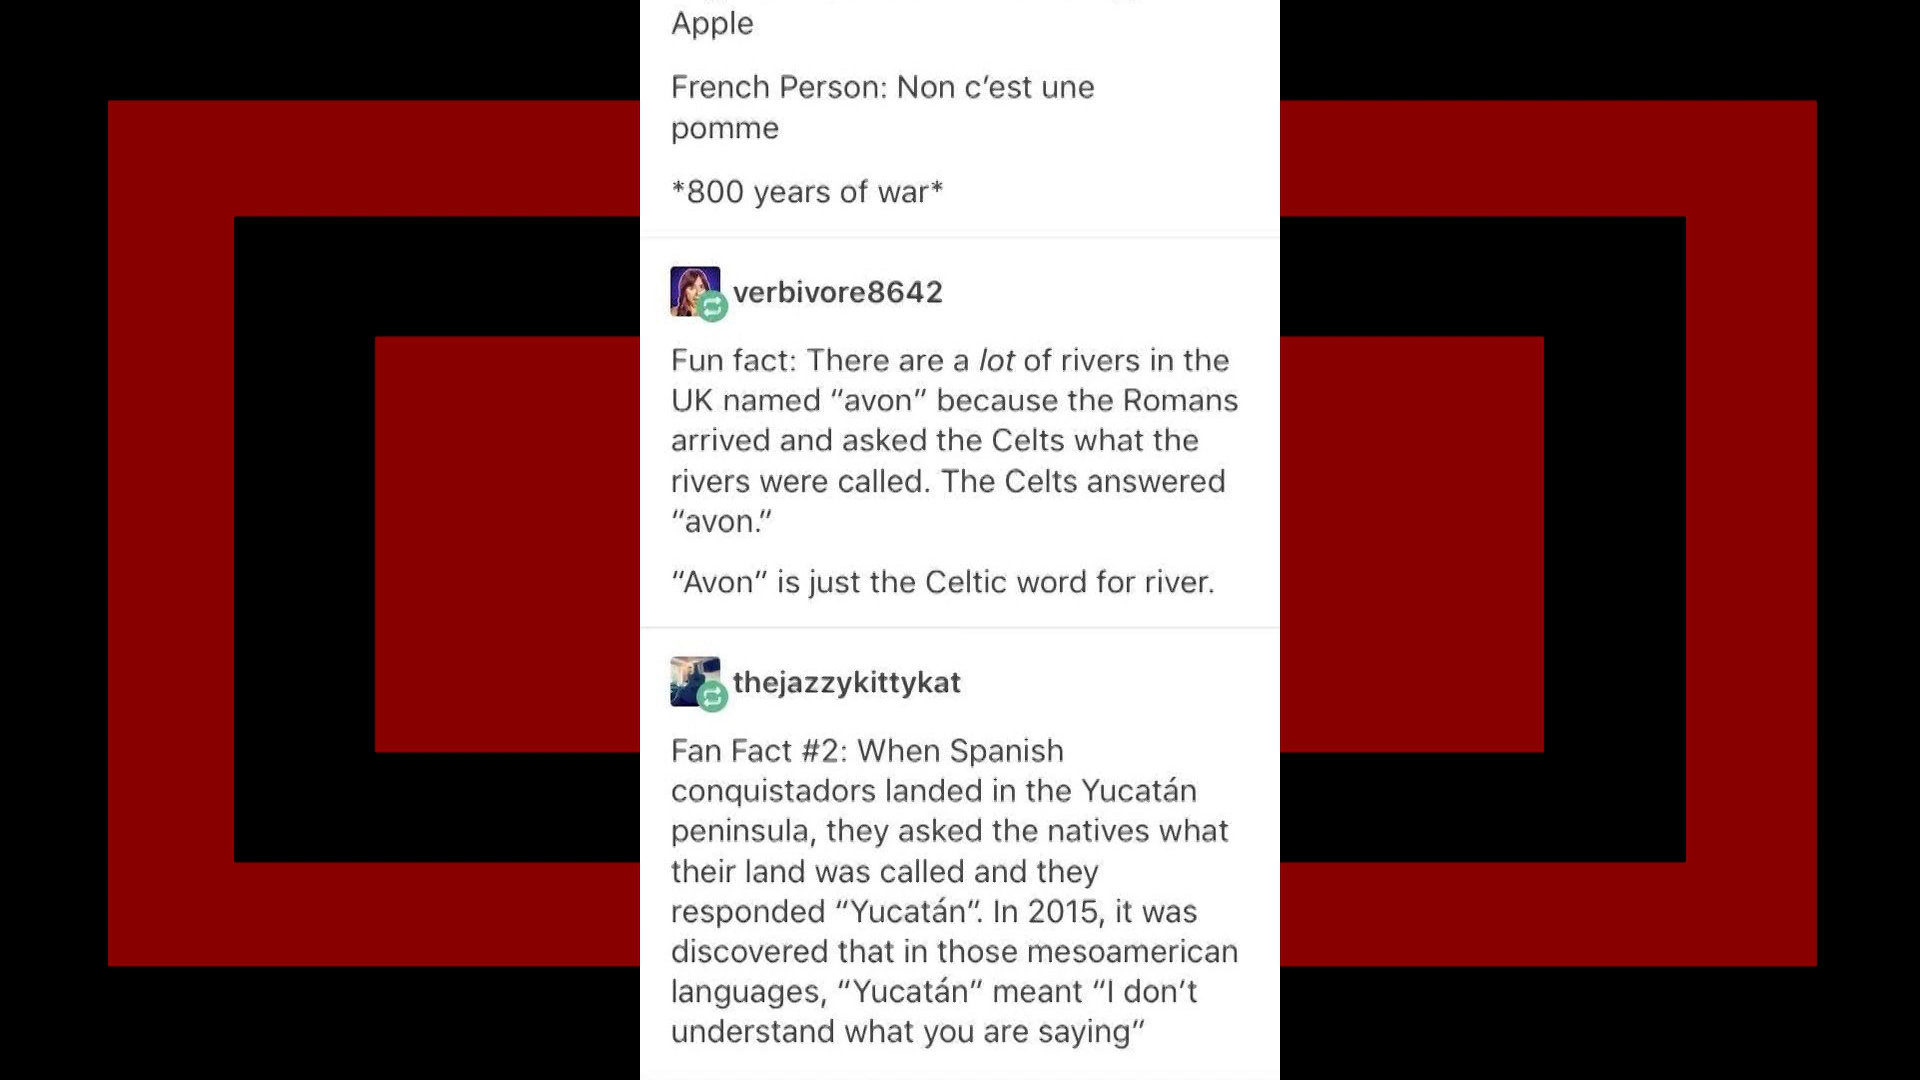 Apple
French Person: Non c’est une
pomme
*800 years of war*
verbivore8642
Fun fact: There are a lot of rivers in the
UK named “avon” because the Romans
arrived and asked the Celts what the
rivers were called. The Celts answered
“avon.”
“Avon” is just the Celtic word for river.
thejazzykittykat
Fan Fact #2: When Spanish
conquistadors landed in the Yucatán
peninsula, they asked the natives what
their land was called and they
responded “Yucatán”. In 2015, it was
discovered that in those mesoamerican
languages, “Yucatán” meant “I don’t
understand what you are saying”